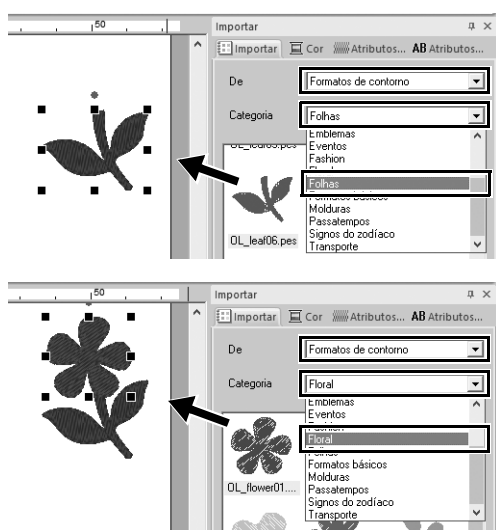 50
Importar
Importar Cor Atributos... AB Atributos...
De Formatos de contorno
Categoria Folhas
Emblemas
Eventos
Fashion
Folhas
Molduras
Passatempos
Signos do zodíaco
Transporte
OL_leaf06.pes
50
Importar
Importar Cor Atributos... AB Atributos...
De Formatos de contorno
Categoria Floral
Emblemas
Eventos
Floral
Formatos básicos
Molduras
Passatempos
Signos do zodíaco
Transporte
OL_flower01....